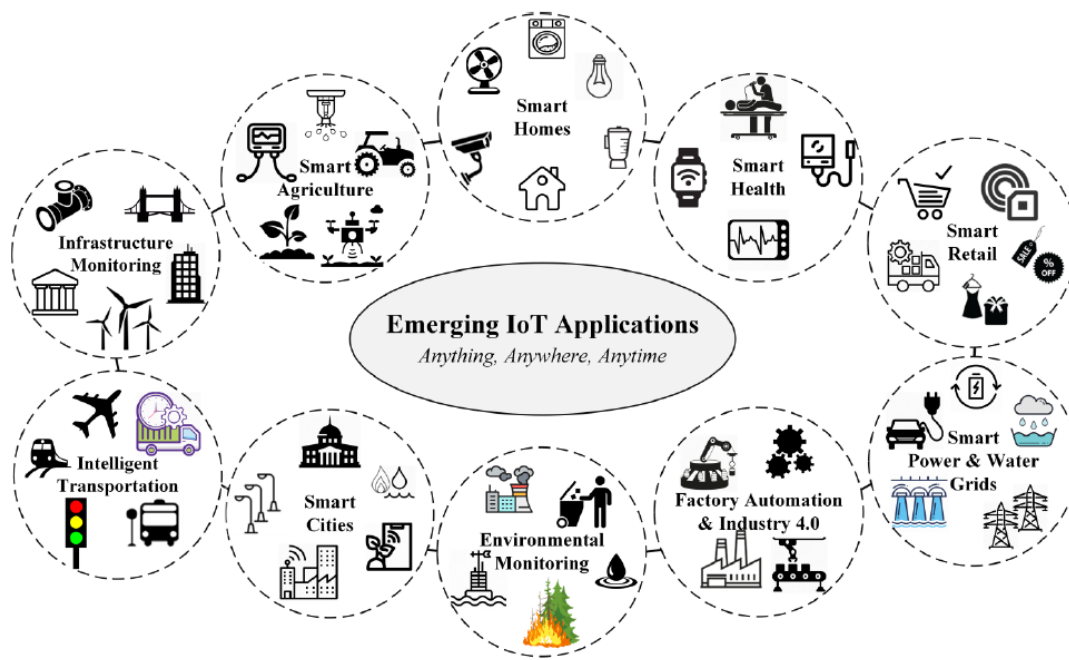 Smart
Homes
Smart
Agriculture
Smart
Health
Infrastructure
Monitoring
Smart
Retail
SALE
%
OFF
Emerging IoT Applications
Anything, Anywhere, Anytime
Intelligent
Transportation
Smart
Cities
Environmental
Monitoring
Factory Automation
& Industry 4.0
Smart
Power & Water
Grids